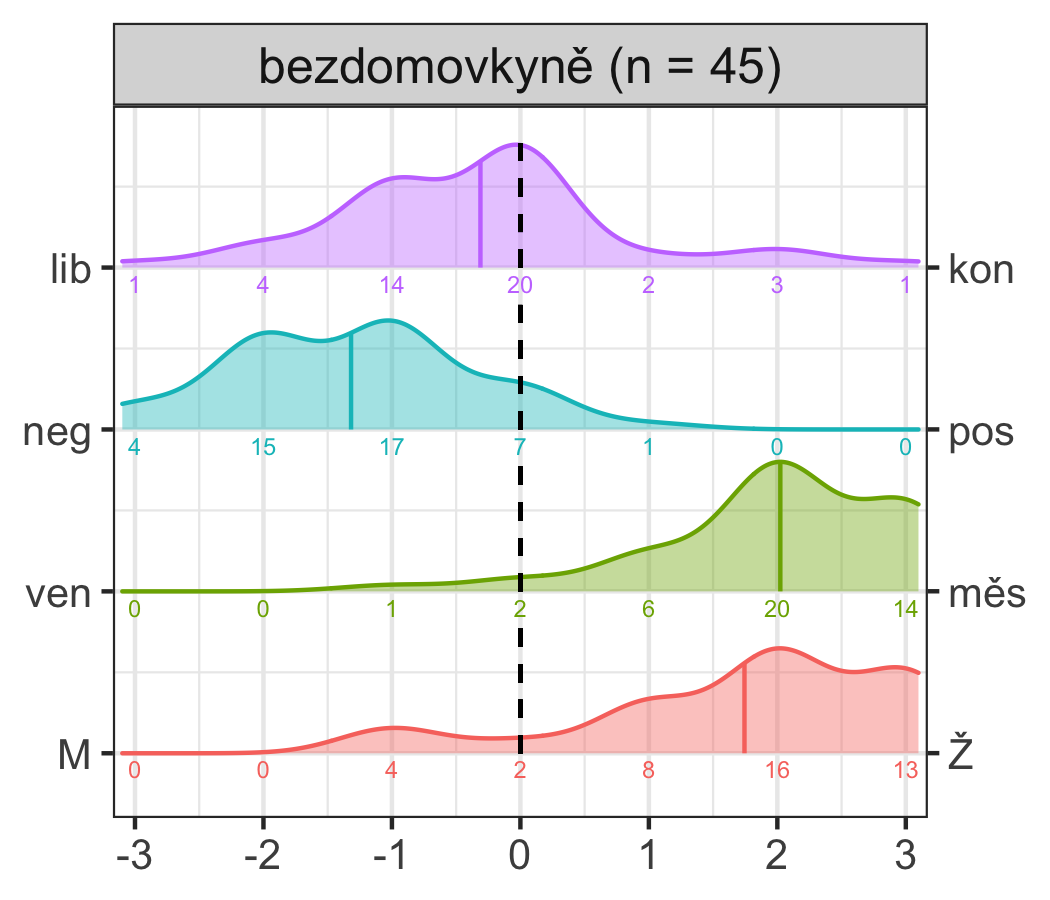 bezdomovkyně (n = 45)
lib kon
1 4 14 20 2 3 1
neg pos
4 15 17 7 1 0 0
ven měs
0 0 1 2 6 20 14
M Ž
0 0 4 2 8 16 13
-3 -2 -1 0 1 2 3